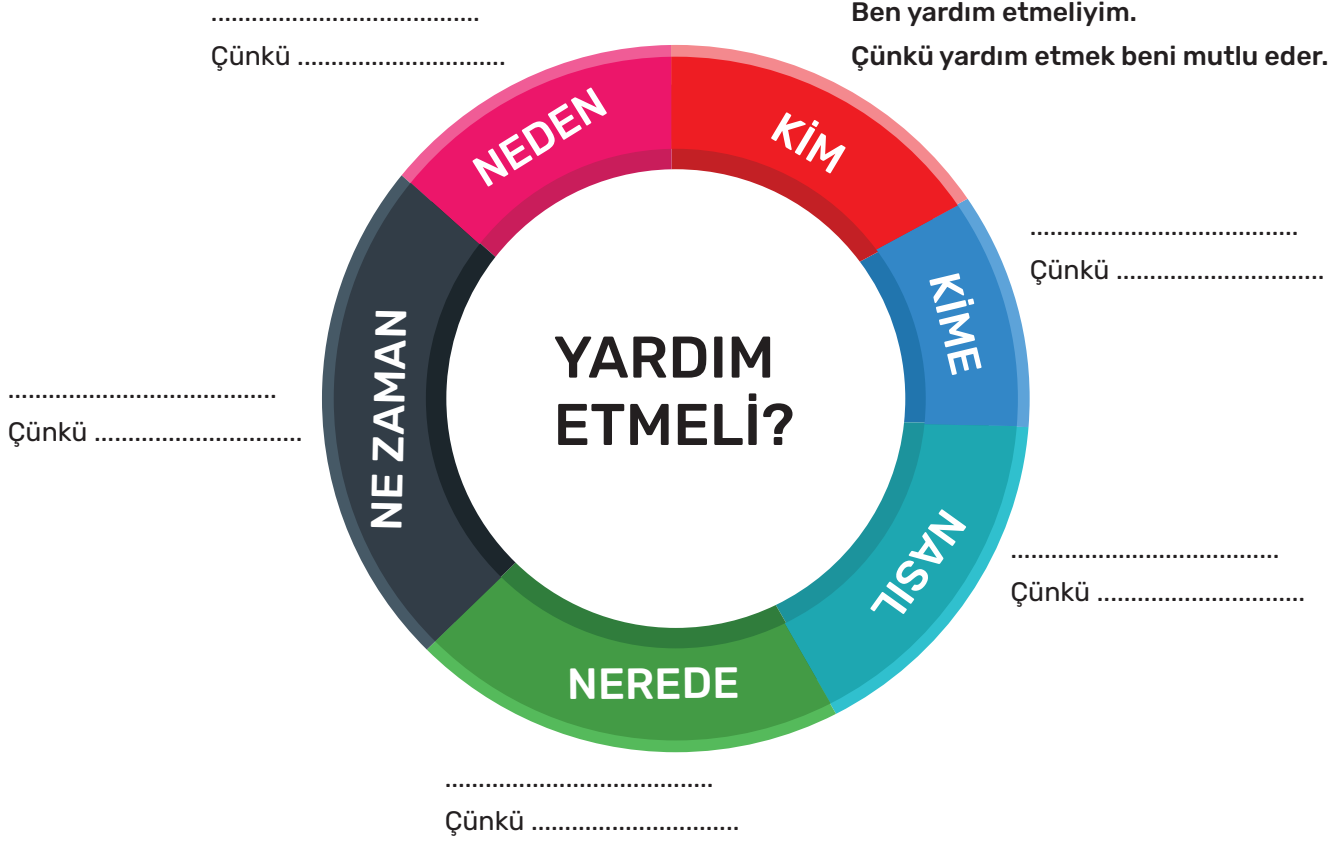 .......................................
Çünkü ...............................
Ben yardım etmeliyim.
Çünkü yardım etmek beni mutlu eder.
NEDEN
KİM
.......................................
Çünkü ...............................
KİME
YARDIM
ETMELİ?
NE ZAMAN
.......................................
Çünkü ...............................
NASIL
.......................................
Çünkü ...............................
NEREDE
.......................................
Çünkü ...............................